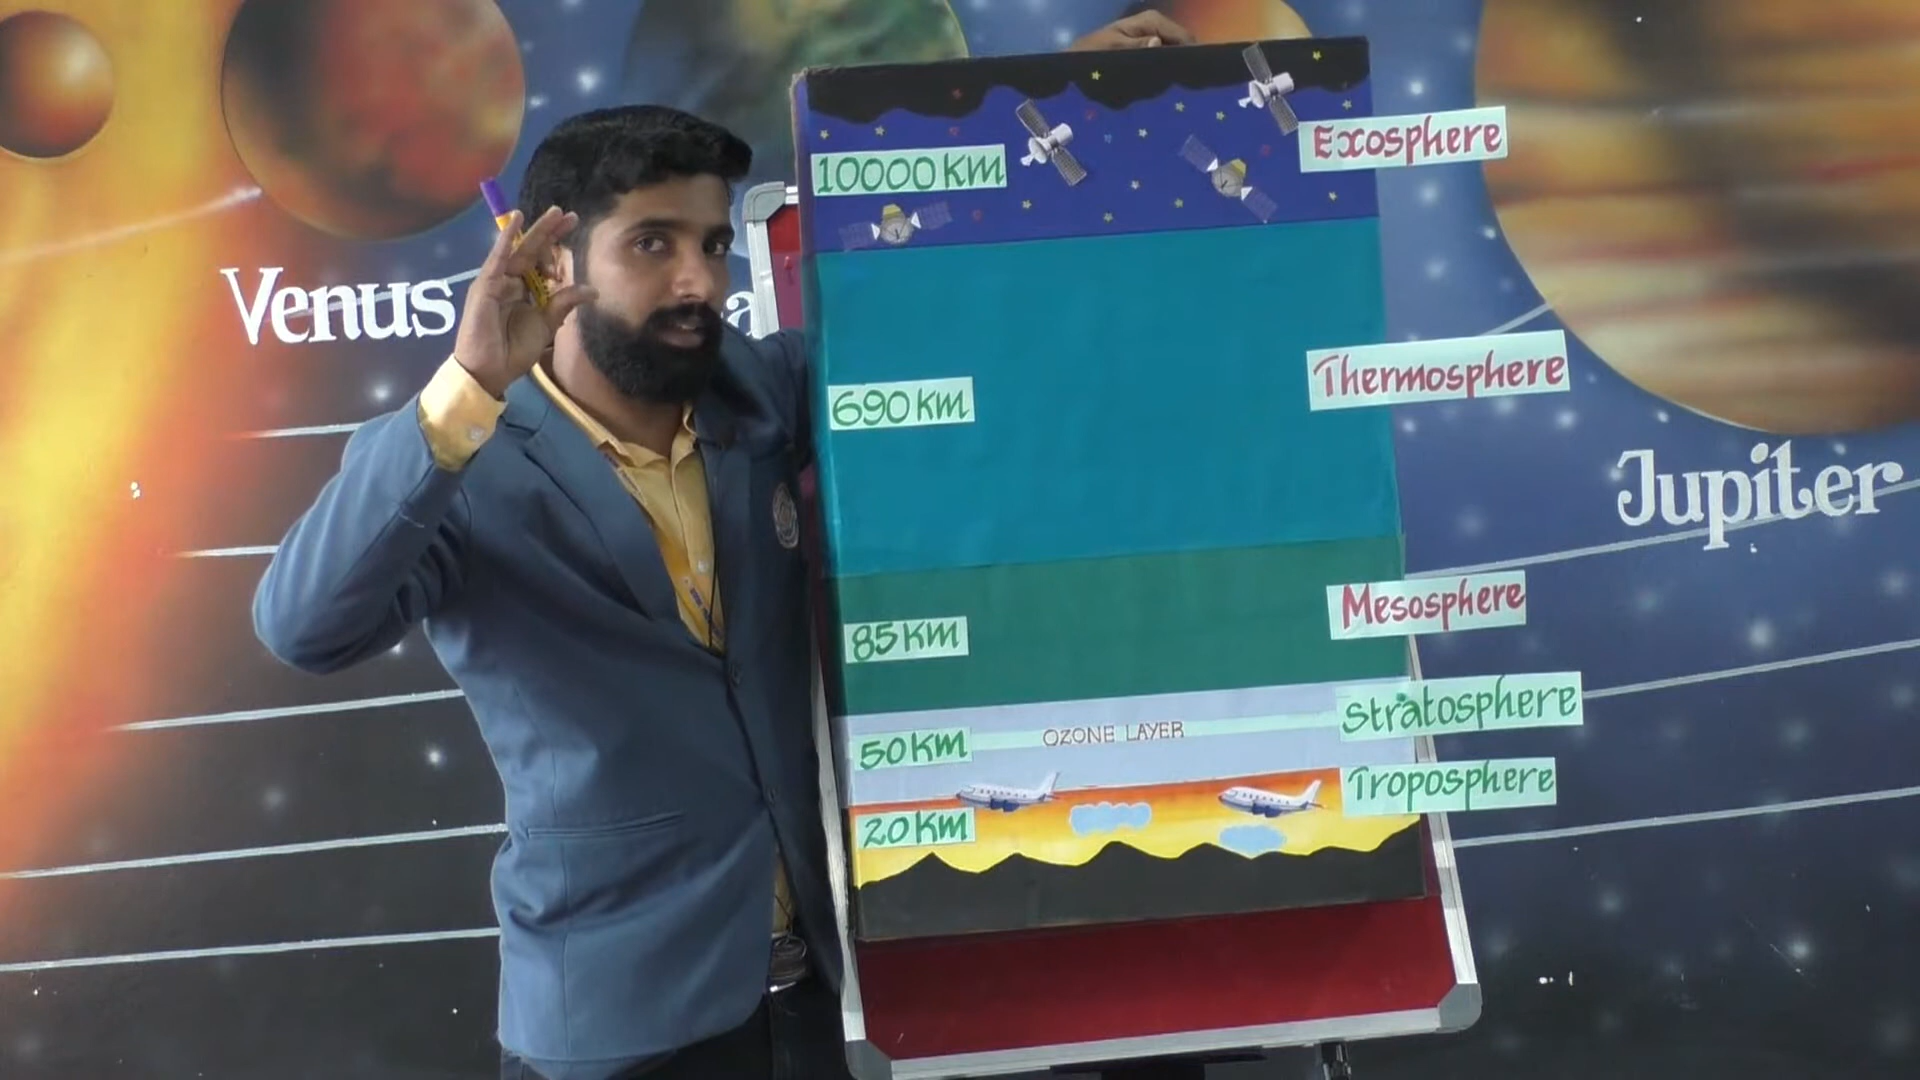 Exosphere
10000KM
Venus
Thermosphere
690KM
Jupiter
Mesosphere
85KM
Stratosphere
OZONE LAYER
50KM
Troposphere
20KM